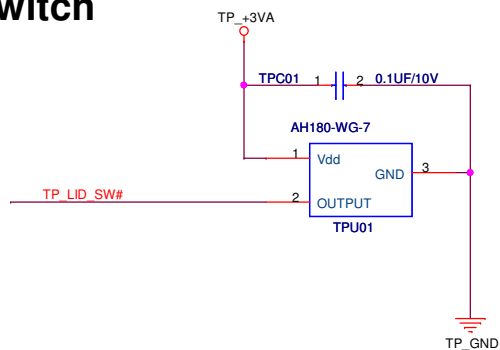 witch
TP_+3VA
TPC01 1 2 0.1UF/10V
AH180-WG-7
1 Vdd
GND 3
TP_LID_SW# 2 OUTPUT
TPU01
TP_GND